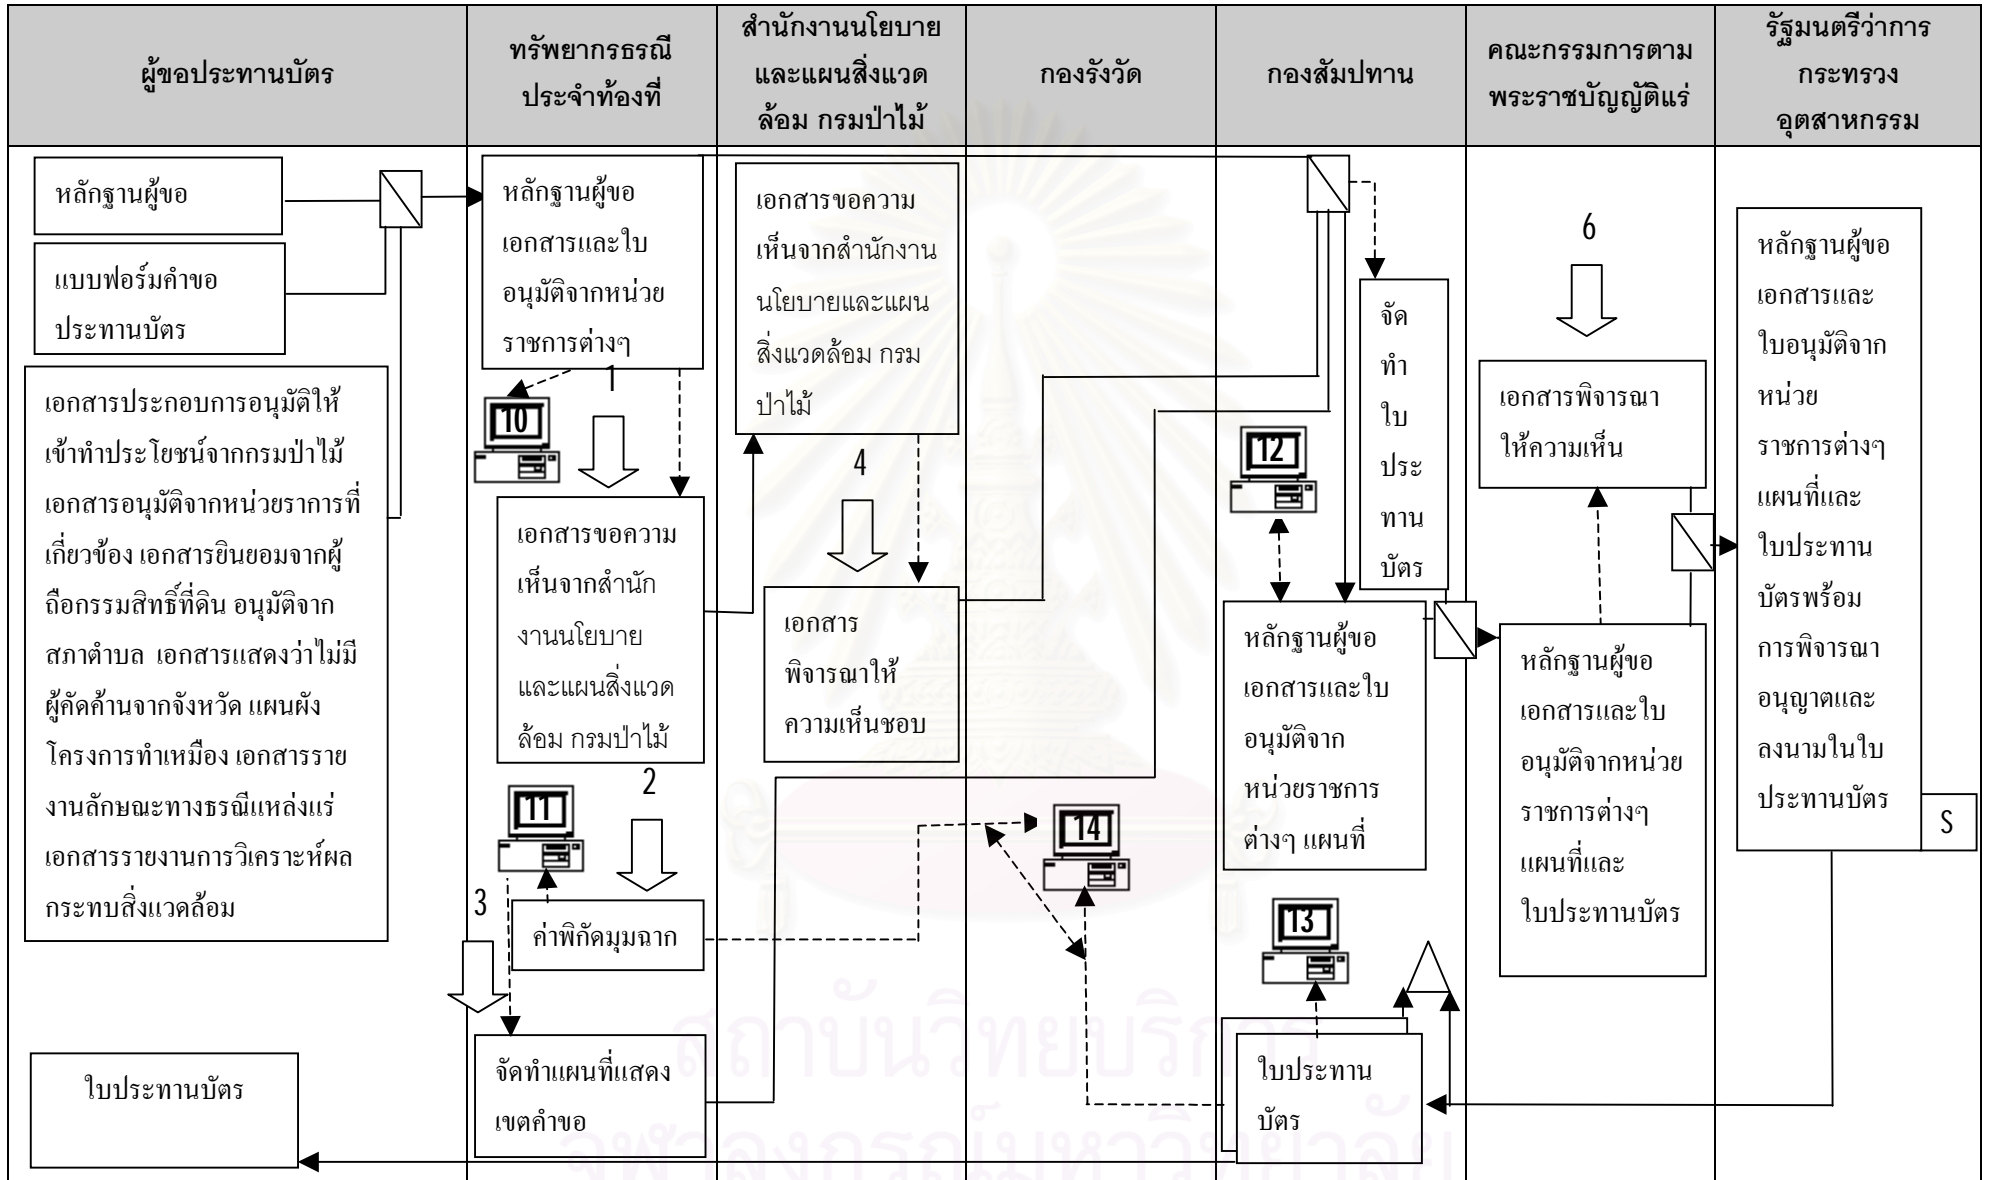 ผู้ขอประทานบัตร
ทรัพยากรธรณี
ประจำท้องที่
สำนักงานนโยบาย
และแผนสิ่งแวด
ล้อม กรมป่าไม้
กองรังวัด
กองสัมปทาน
คณะกรรมการตาม
พระราชบัญญัติแร่
รัฐมนตรีว่าการ
กระทรวง
อุตสาหกรรม
หลักฐานผู้ขอ
แบบฟอร์มคำขอ
ประทานบัตร
เอกสารประกอบการอนุมัติให้
เข้าทำประโยชน์จากกรมป่าไม้
เอกสารอนุมัติจากหน่วยราการที่
เกี่ยวข้อง เอกสารยินยอมจากผู้
ถือกรรมสิทธิ์ที่ดิน อนุมัติจาก
สภาตำบล เอกสารแสดงว่าไม่มี
ผู้คัดค้านจากจังหวัด แผนผัง
โครงการทำเหมือง เอกสารราย
งานลักษณะทางธรณีแหล่งแร่
เอกสารรายงานการวิเคราะห์ผล
กระทบสิ่งแวดล้อม
ใบประทานบัตร
หลักฐานผู้ขอ
เอกสารและใบ
อนุมัติจากหน่วย
ราชการต่างๆ
1
10
เอกสารขอความ
เห็นจากสำนัก
งานนโยบาย
และแผนสิ่งแวด
ล้อม กรมป่าไม้
11
2
3
ค่าพิกัดมุมฉาก
จัดทำแผนที่แสดง
เขตคำขอ
เอกสารขอความ
เห็นจากสำนักงาน
นโยบายและแผน
สิ่งแวดล้อม กรม
ป่าไม้
4
เอกสาร
พิจารณาให้
ความเห็นชอบ
14
จัด
ทำ
ใบ
ประ
ทาน
บัตร
12
หลักฐานผู้ขอ
เอกสารและใบ
อนุมัติจาก
หน่วยราชการ
ต่างๆ แผนที่
13
ใบประทาน
บัตร
6
เอกสารพิจารณา
ให้ความเห็น
หลักฐานผู้ขอ
เอกสารและใบ
อนุมัติจากหน่วย
ราชการต่างๆ
แผนที่และ
ใบประทานบัตร
หลักฐานผู้ขอ
เอกสารและ
ใบอนุมัติจาก
หน่วย
ราชการต่างๆ
แผนที่และ
ใบประทาน
บัตรพร้อม
การพิจารณา
อนุญาตและ
ลงนามในใบ
ประทานบัตร
S
สถาบันวิทยบริการ
จุฬาลงกรณ์มหาวิทยาลัย